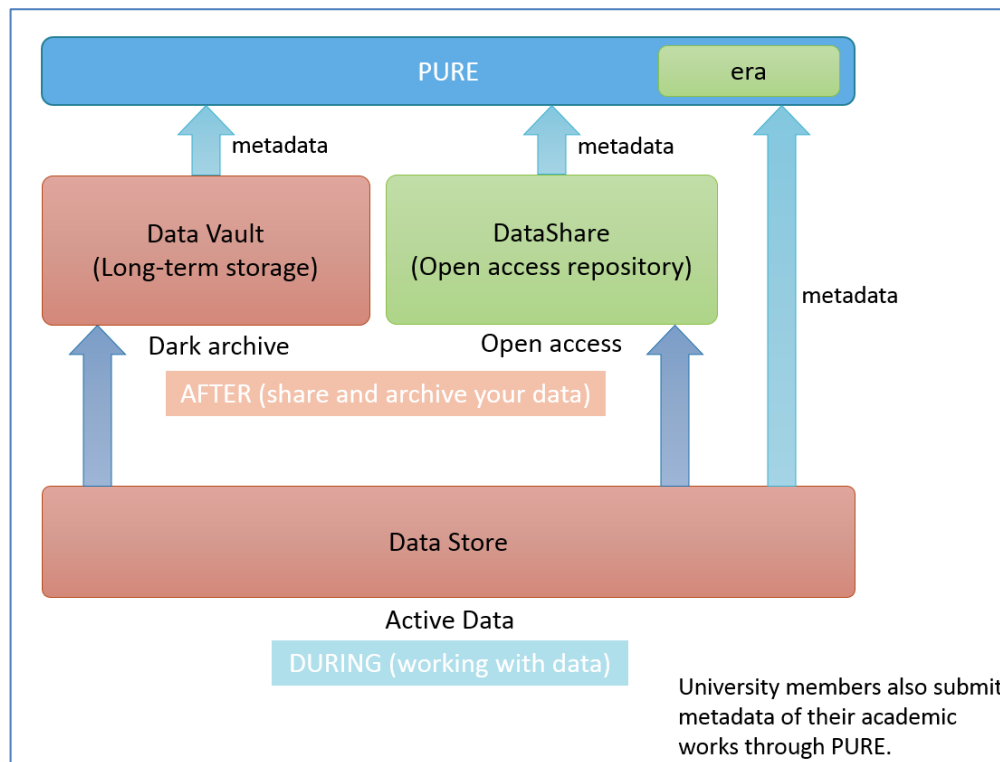 PURE
era
metadata
metadata
Data Vault
(Long-term storage)
DataShare
(Open access repository)
metadata
Dark archive
Open access
AFTER (share and archive your data)
Data Store
Active Data
DURING (working with data)
University members also submit
metadata of their academic
works through PURE.